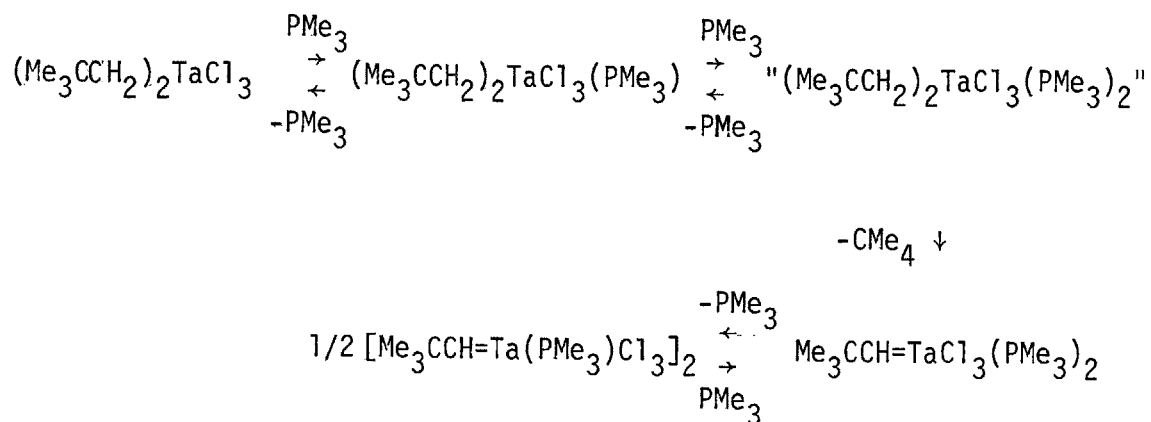 PMe3 PMe3
(Me3CCH2)2TaCl3 → ← (Me3CCH2)2TaCl3(PMe3) → ← "(Me3CCH2)2TaCl3(PMe3)2"
-PMe3 -PMe3
-CMe4 ↓
-PMe3
1/2 [Me3CCH=Ta(PMe3)Cl3]2 ← → Me3CCH=TaCl3(PMe3)2
PMe3